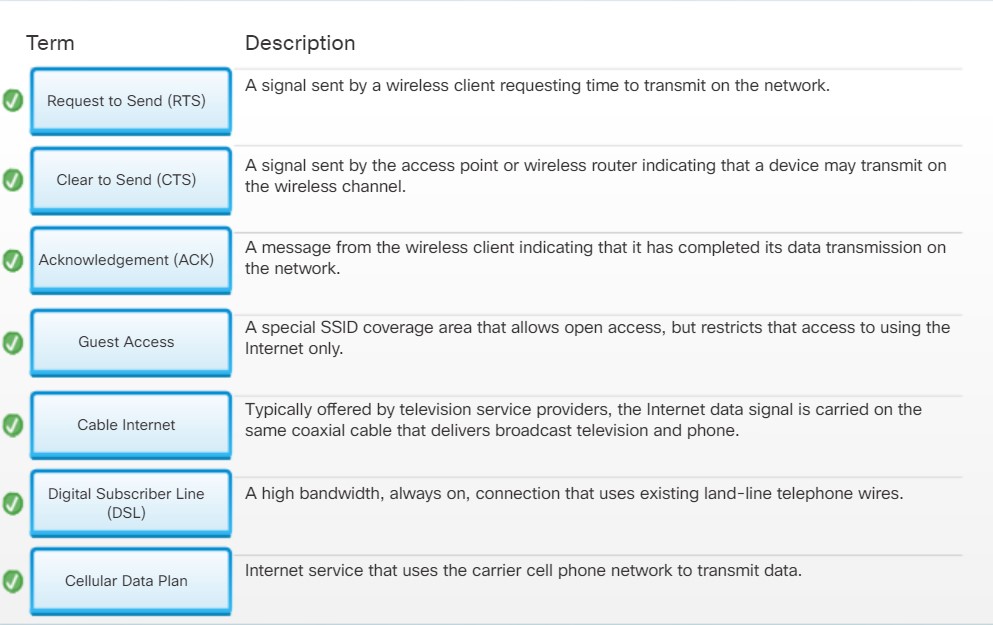 Term
Description
Request to Send (RTS)
A signal sent by a wireless client requesting time to transmit on the network.
Clear to Send (CTS)
A signal sent by the access point or wireless router indicating that a device may transmit on
the wireless channel.
Acknowledgement (ACK)
A message from the wireless client indicating that it has completed its data transmission on
the network.
Guest Access
A special SSID coverage area that allows open access, but restricts that access to using the
Internet only.
Cable Internet
Typically offered by television service providers, the Internet data signal is carried on the
same coaxial cable that delivers broadcast television and phone.
Digital Subscriber Line
(DSL)
A high bandwidth, always on, connection that uses existing land-line telephone wires.
Cellular Data Plan
Internet service that uses the carrier cell phone network to transmit data.